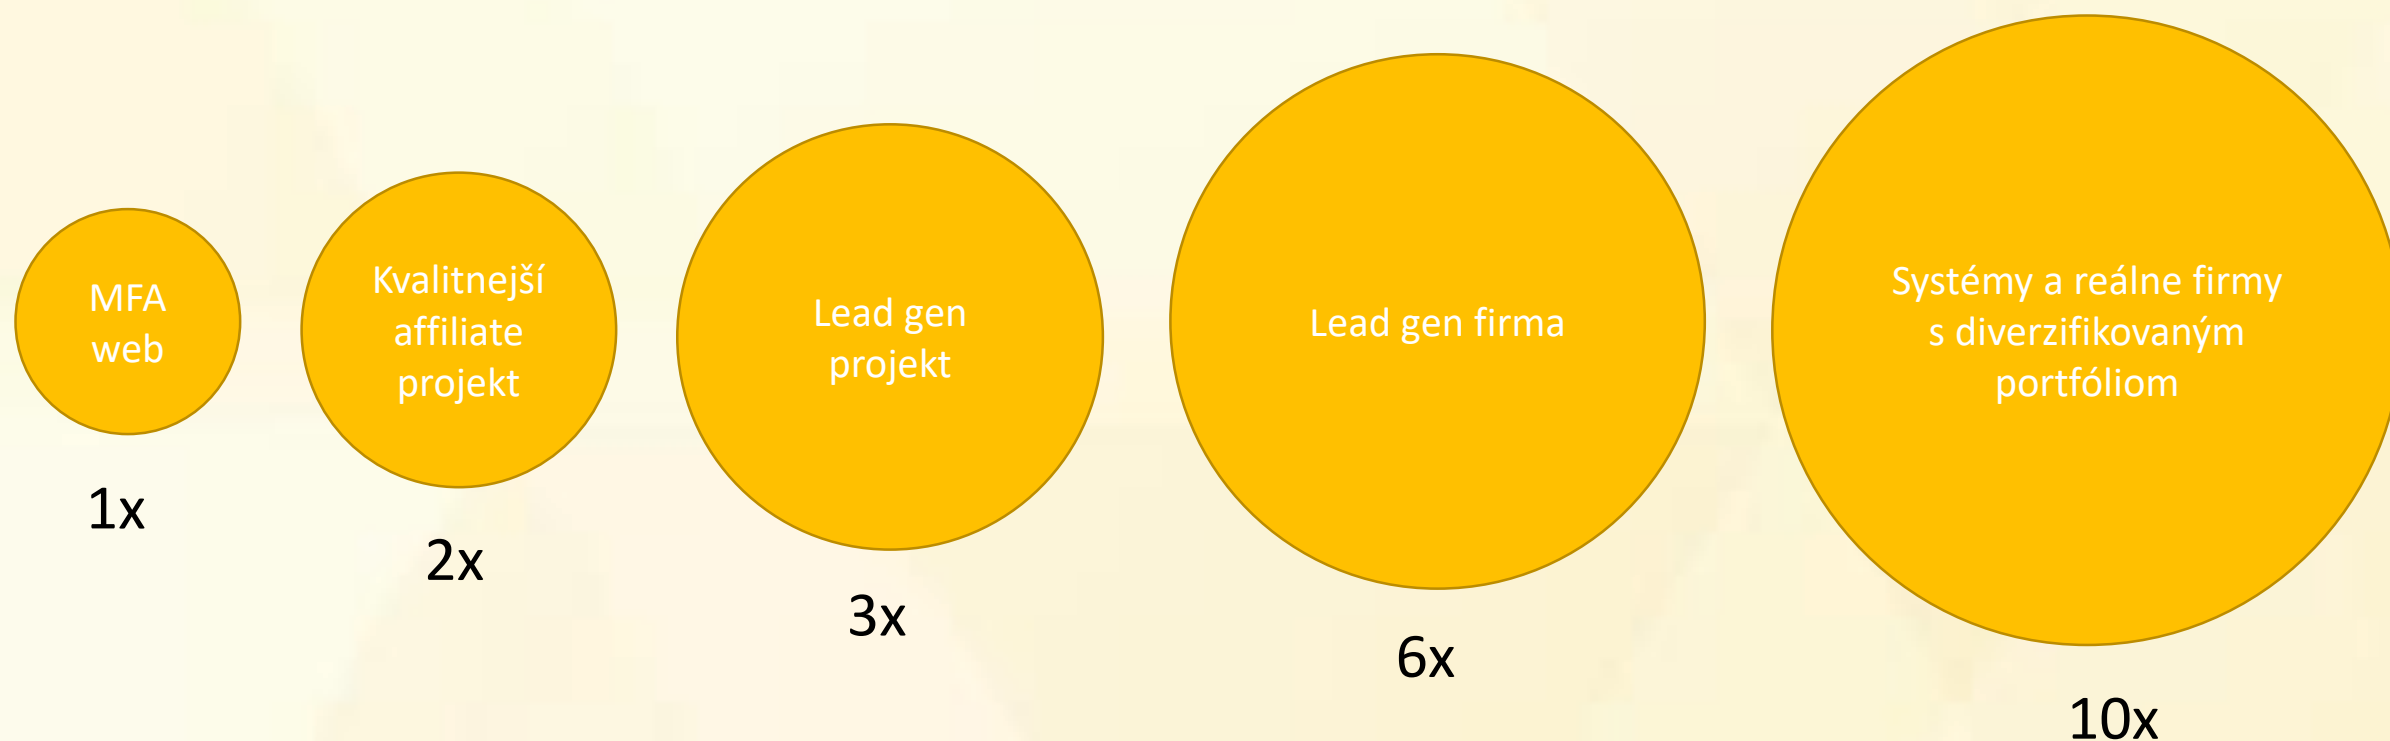 MFA
web
1x
Kvalitnejší
affiliate
projekt
2x
Lead gen
projekt
3x
Lead gen firma
6x
Systémy a reálne firmy
s diverzifikovaným
portfóliom
10x